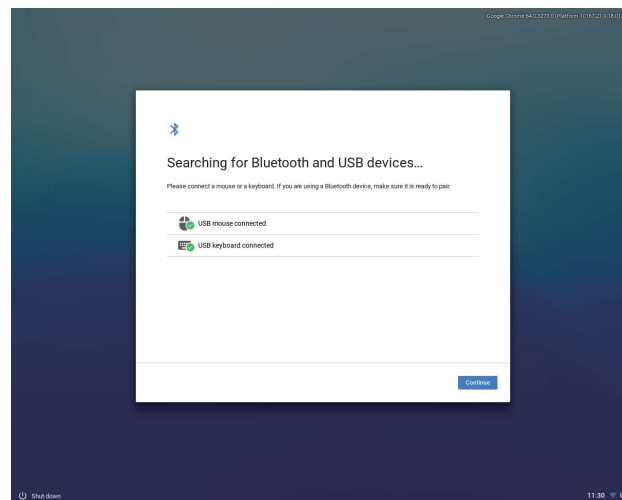 Google Chrome 64.0.3273.0 (Platform 10167.21.0-18.01
Searching for Bluetooth and USB devices...
Please connect a mouse or a keyboard. If you are using a Bluetooth device, make sure it is ready to pair.
USB mouse connected
USB keyboard connected
Continue
Shut down
11:30